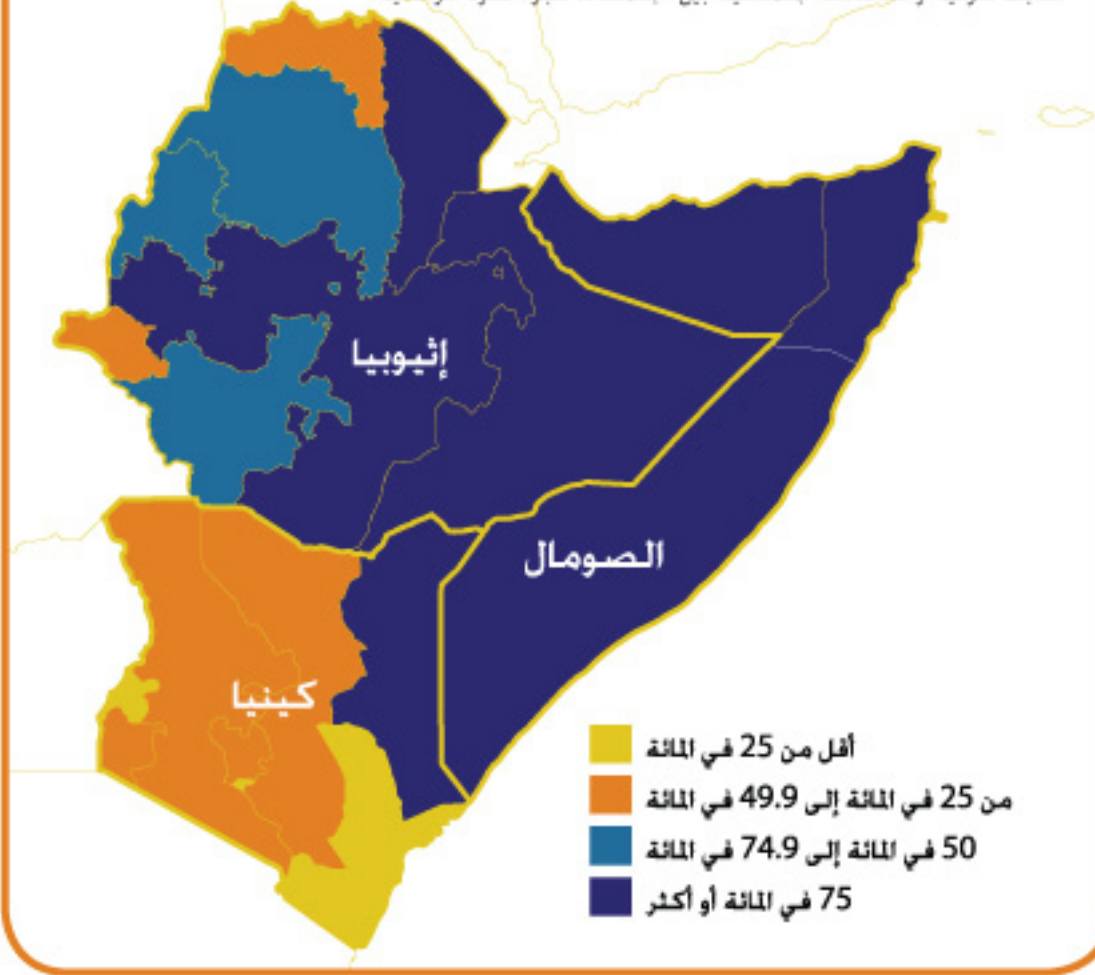 إثيوبيا
الصومال
كينيا
أقل من 25 في المائة
من 25 في المائة إلى 49.9 في المائة
50 في المائة إلى 74.9 في المائة
75 في المائة أو أكثر